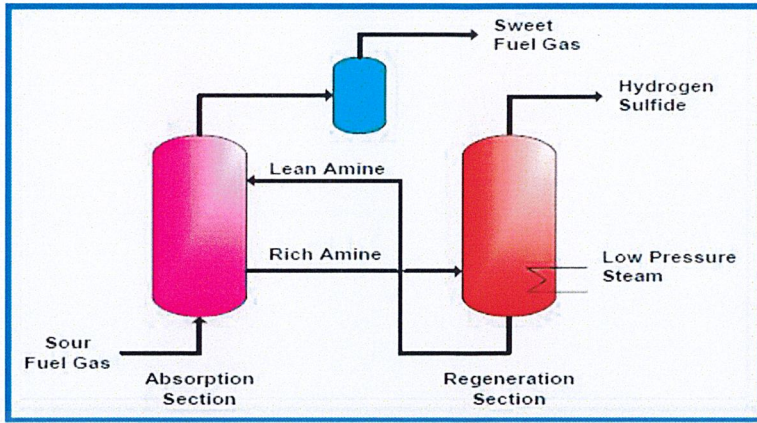 Sweet
Fuel Gas
Hydrogen
Sulfide
Lean Amine
Rich Amine
Low Pressure
Steam
Sour
Fuel Gas
Absorption
Section
Regeneration
Section